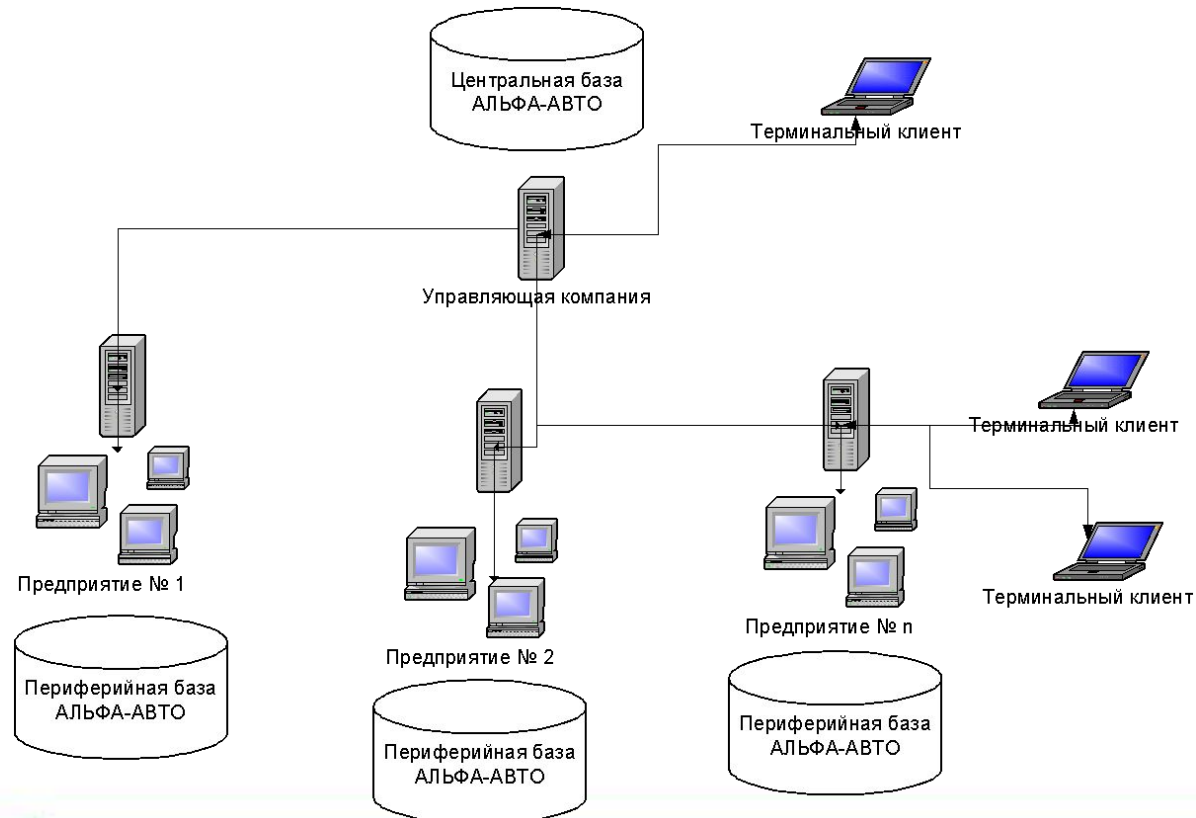 Центральная база
АЛЬФА-АВТО
Терминальный клиент
Управляющая компания
Терминальный клиент
Предприятие № 1
Терминальный клиент
Предприятие № n
Предприятие № 2
Периферийная база
АЛЬФА-АВТО
Периферийная база
АЛЬФА-АВТО
Периферийная база
АЛЬФА-АВТО